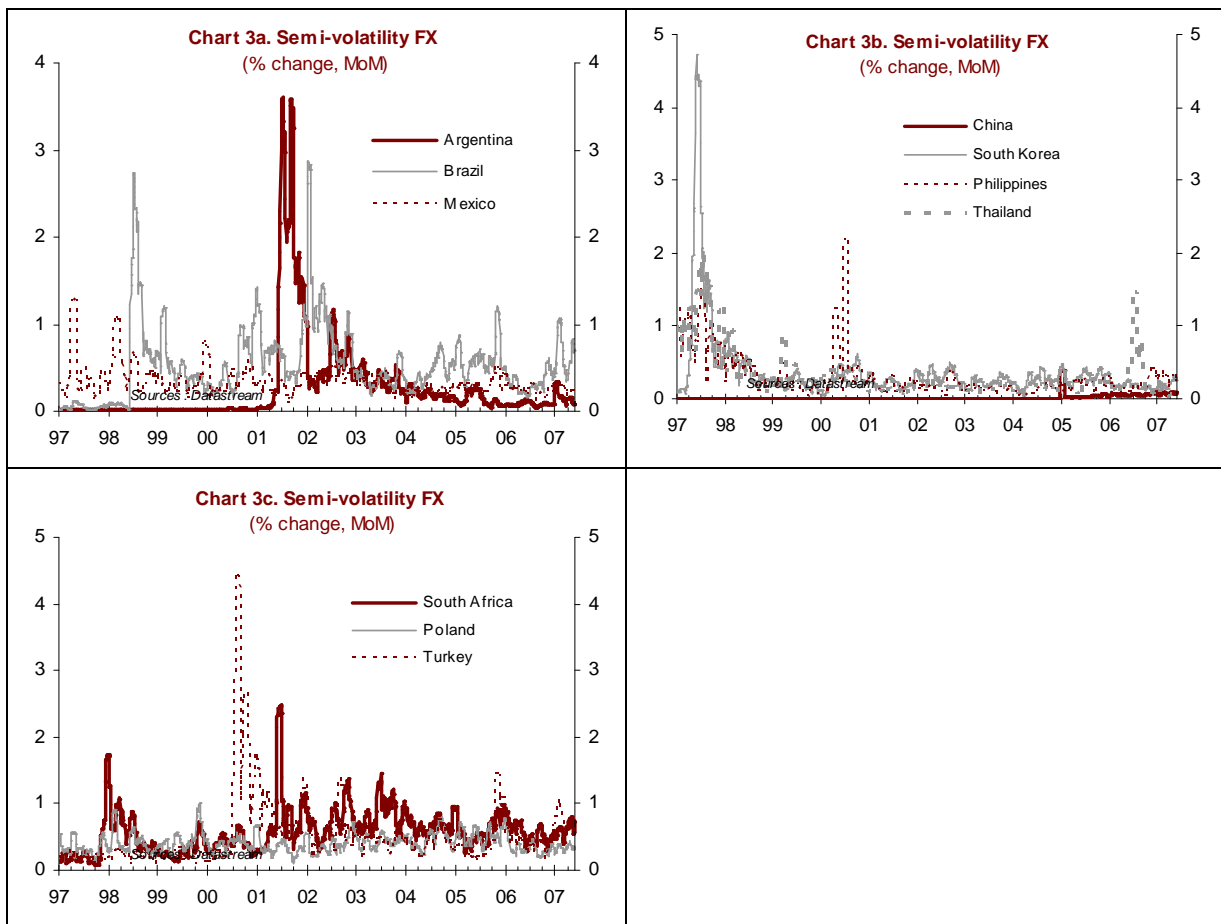 Chart 3a. Semi-volatility FX
(% change, MoM)
4
3
2
1
0
4
3
2
1
0
Argentina
Brazil
Mexico
Sources : Datastream
97 98 99 00 01 02 03 04 05 06 07
Chart 3b. Semi-volatility FX
(% change, MoM)
5
4
3
2
1
0
5
4
3
2
1
0
China
South Korea
Philippines
Thailand
Sources : Datastream
97 98 99 00 01 02 03 04 05 06 07
Chart 3c. Semi-volatility FX
(% change, MoM)
5
4
3
2
1
0
5
4
3
2
1
0
South Africa
Poland
Turkey
Sources : Datastream
97 98 99 00 01 02 03 04 05 06 07